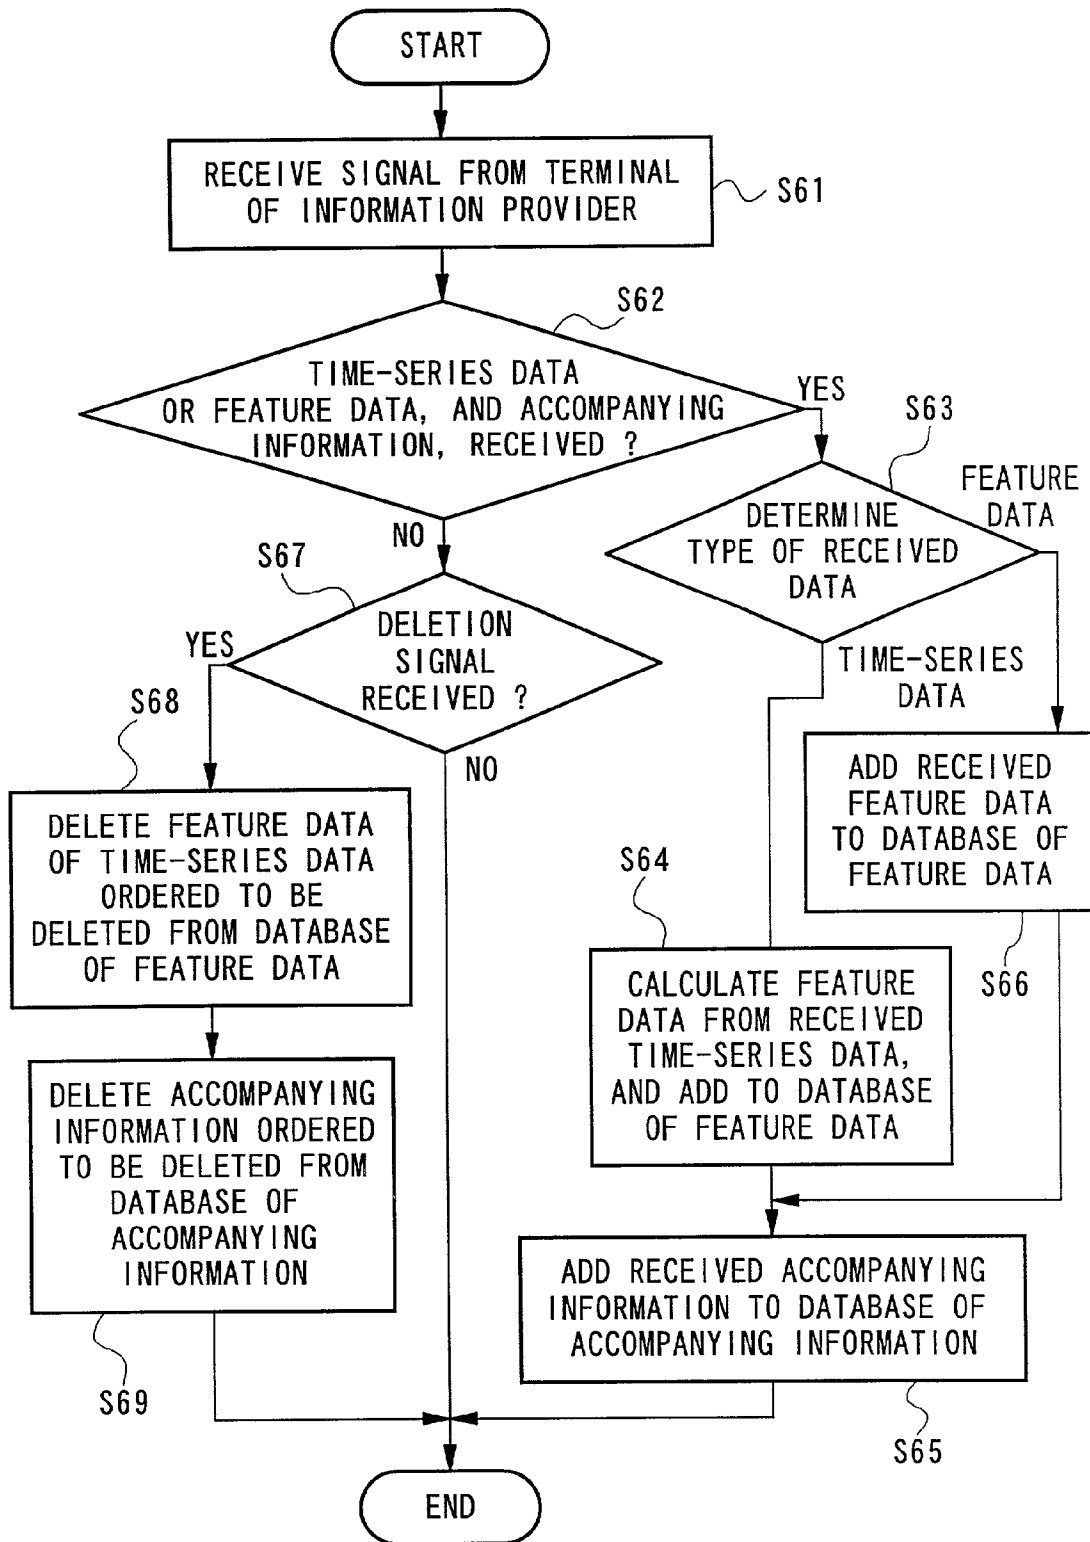 START
RECEIVE SIGNAL FROM TERMINAL
OF INFORMATION PROVIDER
S61
S62
TIME-SERIES DATA
OR FEATURE DATA, AND ACCOMPANYING
INFORMATION, RECEIVED ?
YES
NO
S63
DETERMINE
TYPE OF RECEIVED
DATA
FEATURE
DATA
TIME-SERIES
DATA
S67
DELETION
SIGNAL
RECEIVED ?
YES
NO
S68
DELETE FEATURE DATA
OF TIME-SERIES DATA
ORDERED TO BE
DELETED FROM DATABASE
OF FEATURE DATA
ADD RECEIVED
FEATURE DATA
TO DATABASE OF
FEATURE DATA
S66
S64
CALCULATE FEATURE
DATA FROM RECEIVED
TIME-SERIES DATA,
AND ADD TO DATABASE
OF FEATURE DATA
DELETE ACCOMPANYING
INFORMATION ORDERED
TO BE DELETED FROM
DATABASE OF
ACCOMPANYING
INFORMATION
S69
ADD RECEIVED ACCOMPANYING
INFORMATION TO DATABASE OF
ACCOMPANYING INFORMATION
S65
END